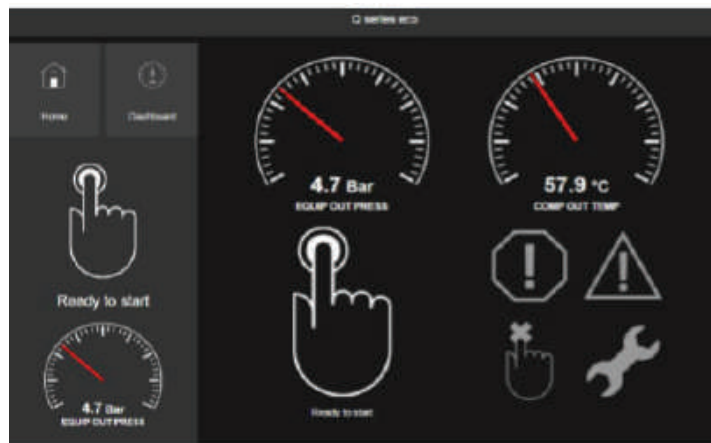 Q series eco
Home
Dashboard
Ready to start
4.7 Bar
EQUIP OUT PRESS
4.7 Bar
EQUIP OUT PRESS
57.9 °C
COMP OUT TEMP
Ready to start